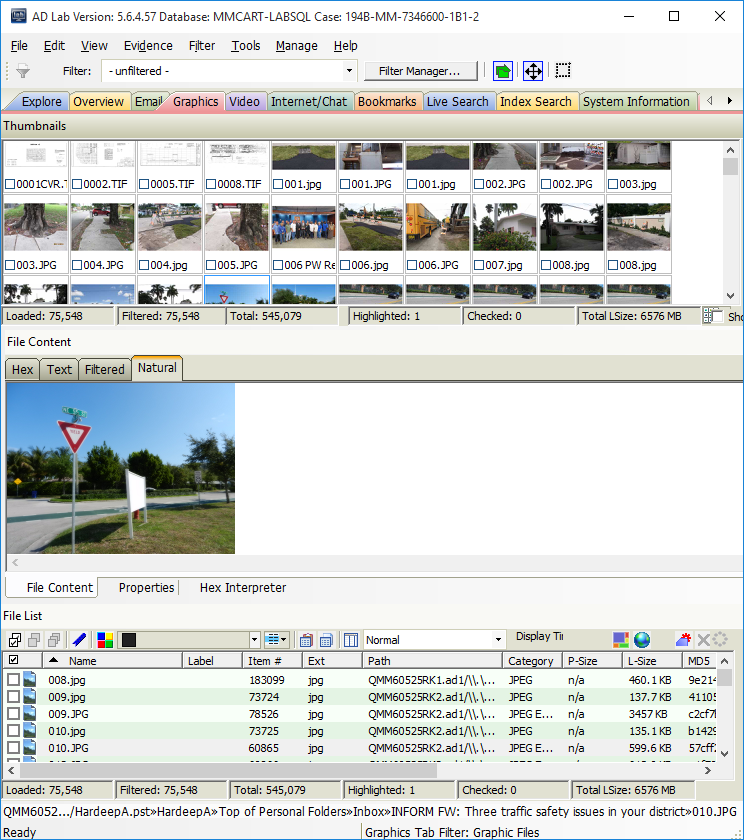 AD Lab Version: 5.6.4.57 Database: MMCART-LABSQL Case: 194B-MM-7346600-1B1-2
File Edit View Evidence Filter Tools Manage Help
Filter: - unfiltered - Filter Manager...
Explore Overview Email Graphics Video Internet/Chat Bookmarks Live Search Index Search System Information
Thumbnails
0001CVR.T 0002.TIF 0005.TIF 0008.TIF 001.jpg 001.JPG 001.jpg 002.JPG 002.JPG 003.jpg
003.JPG 004.JPG 004.jpg 005.JPG 006 PW Re 006.jpg 006.JPG 007.jpg 008.jpg 008.jpg
Loaded: 75,548 Filtered: 75,548 Total: 545,079 Highlighted: 1 Checked: 0 Total LSize: 6576 MB Sho
File Content
Hex Text Filtered Natural
YIELD
File Content Properties Hex Interpreter
File List
Normal Display Ti
Name Label Item # Ext Path Category P-Size L-Size MD5
008.jpg 183099 jpg QMM60525RK1.ad1/\\.\... JPEG n/a 460.1 KB 9e214
009.jpg 73724 jpg QMM60525RK2.ad1/\\.\... JPEG n/a 137.7 KB 41105
009.JPG 78526 jpg QMM60525RK2.ad1/\\.\... JPEG E... n/a 3457 KB c2cf7
010.jpg 73725 jpg QMM60525RK2.ad1/\\.\... JPEG n/a 135.1 KB b1429
010.JPG 60865 jpg QMM60525RK2.ad1/\\.\... JPEG E... n/a 599.6 KB 57cff
Loaded: 75,548 Filtered: 75,548 Total: 545,079 Highlighted: 1 Checked: 0 Total LSize: 6576 MB
QMM6052.../HardeepA.pst»HardeepA»Top of Personal Folders»Inbox»INFORM FW: Three traffic safety issues in your district»010.JPG
Ready Graphics Tab Filter: Graphic Files